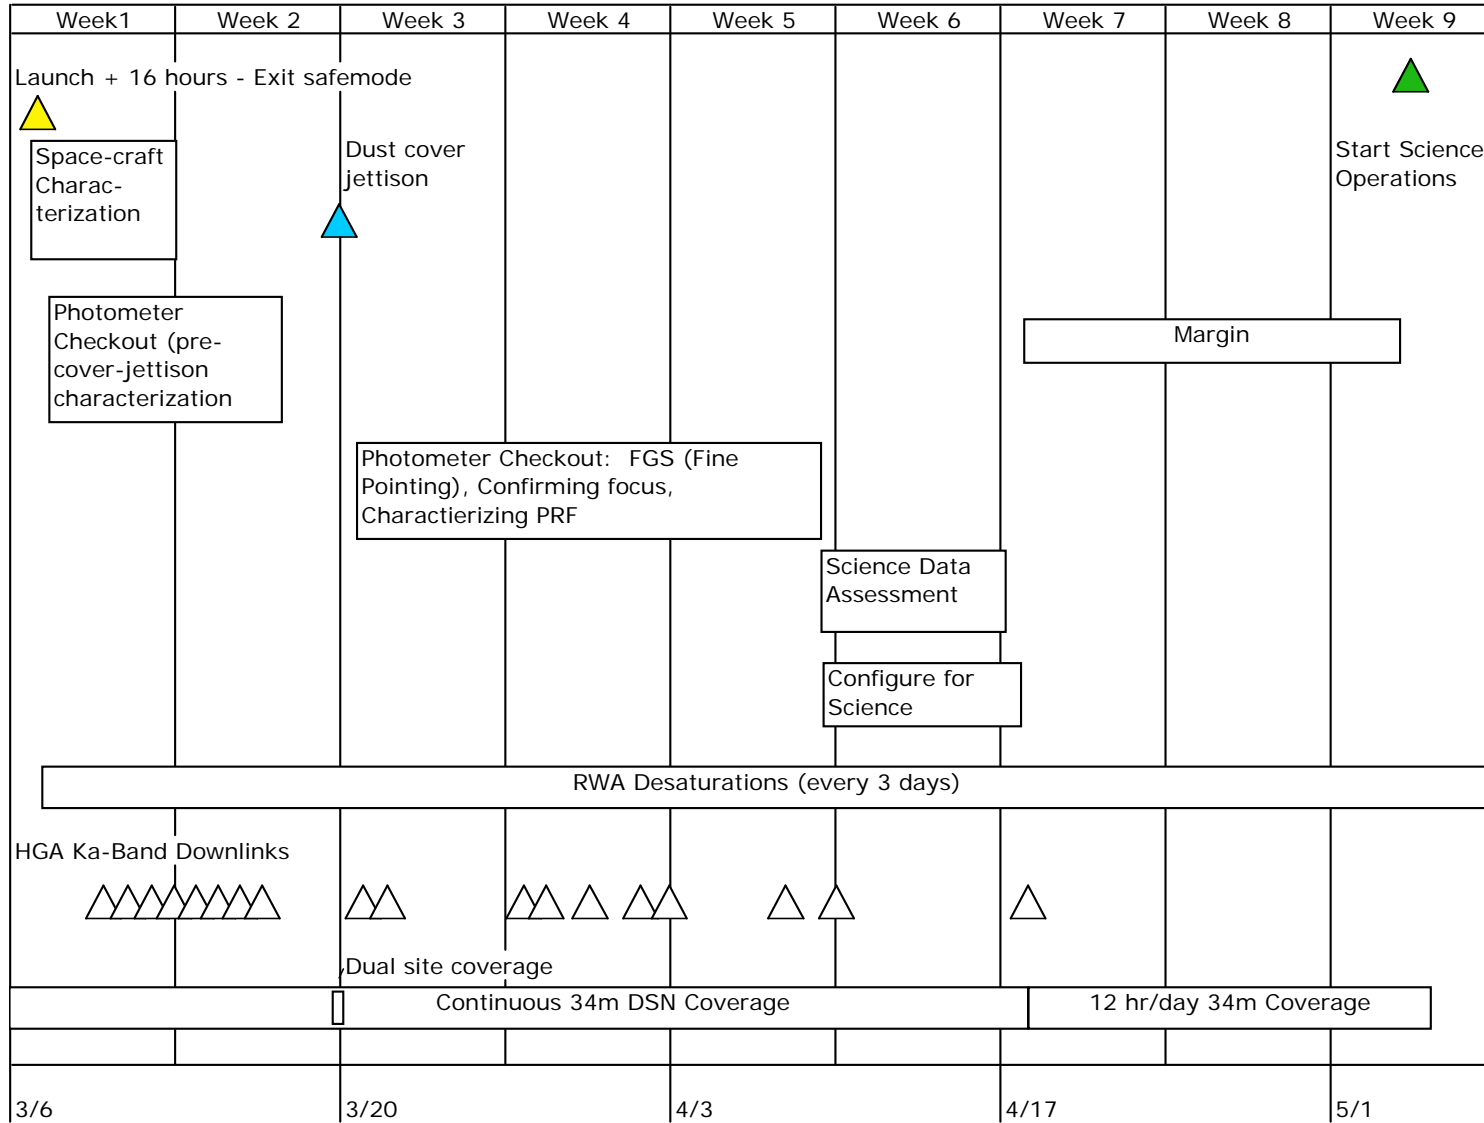 Week1 Week 2 Week 3 Week 4 Week 5 Week 6 Week 7 Week 8 Week 9
Launch + 16 hours - Exit safemode
Space-craft
Charac-
terization
Dust cover
jettison
Start Science
Operations
Photometer
Checkout (pre-
cover-jettison
characterization
Margin
Photometer Checkout: FGS (Fine
Pointing), Confirming focus,
Charactierizing PRF
Science Data
Assessment
Configure for
Science
RWA Desaturations (every 3 days)
HGA Ka-Band Downlinks
Dual site coverage
Continuous 34m DSN Coverage
12 hr/day 34m Coverage
3/6 3/20 4/3 4/17 5/1